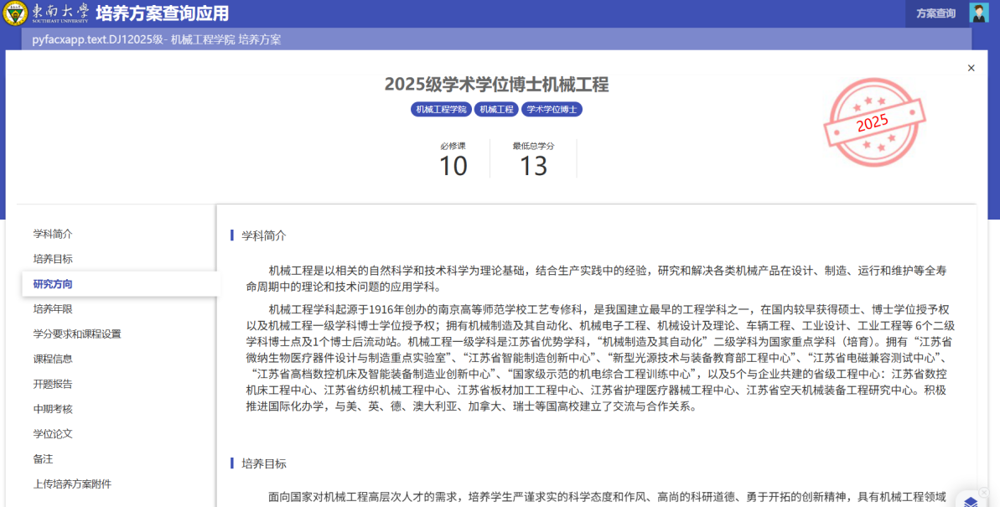 東南大學
SOUTHEAST UNIVERSITY
培养方案查询应用
方案查询
pyfacxapp.text.DJ12025级- 机械工程学院 培养方案
×
2025级学术学位博士机械工程
机械工程学院 机械工程 学术学位博士
2025
必修课 最低总学分
10 13
学科简介
培养目标
研究方向
培养年限
学分要求和课程设置
课程信息
开题报告
中期考核
学位论文
备注
上传培养方案附件
学科简介
机械工程是以相关的自然科学和技术科学为理论基础，结合生产实践中的经验，研究和解决各类机械产品在设计、制造、运行和维护等全寿
命周期中的理论和技术问题的应用学科。
机械工程学科起源于1916年创办的南京高等师范学校工艺专修科，是我国建立最早的工程学科之一，在国内较早获得硕士、博士学位授予权
以及机械工程一级学科博士学位授予权；拥有机械制造及其自动化、机械电子工程、机械设计及理论、车辆工程、工业设计、工业工程等 6个二级
学科博士点及1个博士后流动站。机械工程一级学科是江苏省优势学科，“机械制造及其自动化”二级学科为国家重点学科（培育）。拥有“江苏省
微纳生物医疗器件设计与制造重点实验室”、“江苏省智能制造创新中心”、“新型光源技术与装备教育部工程中心”、“江苏省电磁兼容测试中心”、
“江苏省高档数控机床及智能装备制造业创新中心”、“国家级示范的机电综合工程训练中心”，以及5个与企业共建的省级工程中心：江苏省数控
机床工程中心、江苏省纺织机械工程中心、江苏省板材加工工程中心、江苏省护理医疗器械工程中心、江苏省空天机械装备工程研究中心。积极
推进国际化办学，与美、英、德、澳大利亚、加拿大、瑞士等国高校建立了交流与合作关系。
培养目标
面向国家对机械工程高层次人才的需求，培养学生严谨求实的科学态度和作风、高尚的科研道德、勇于开拓的创新精神，具有机械工程领域